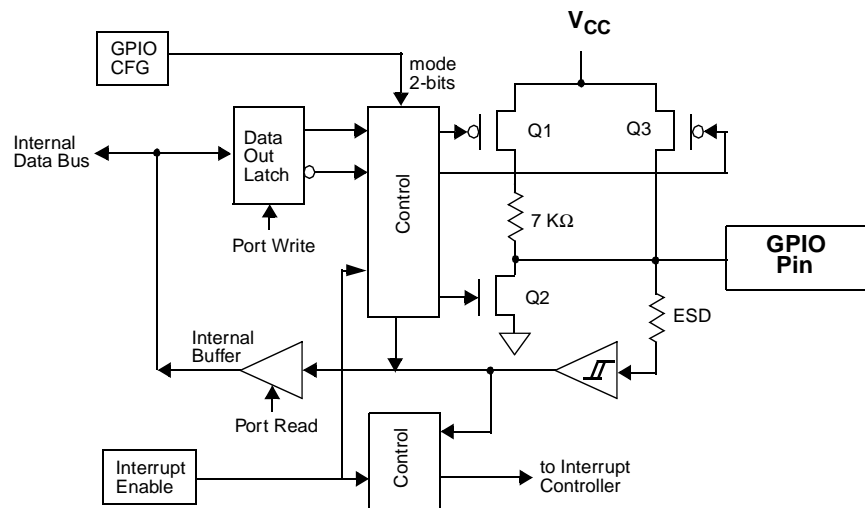 V_CC
GPIO
CFG
mode
2-bits
Q1
Q3
Internal
Data Bus
Data
Out
Latch
Control
7 KΩ
Port Write
GPIO
Pin
Q2
ESD
Internal
Buffer
Port Read
Interrupt
Enable
Control
to Interrupt
Controller